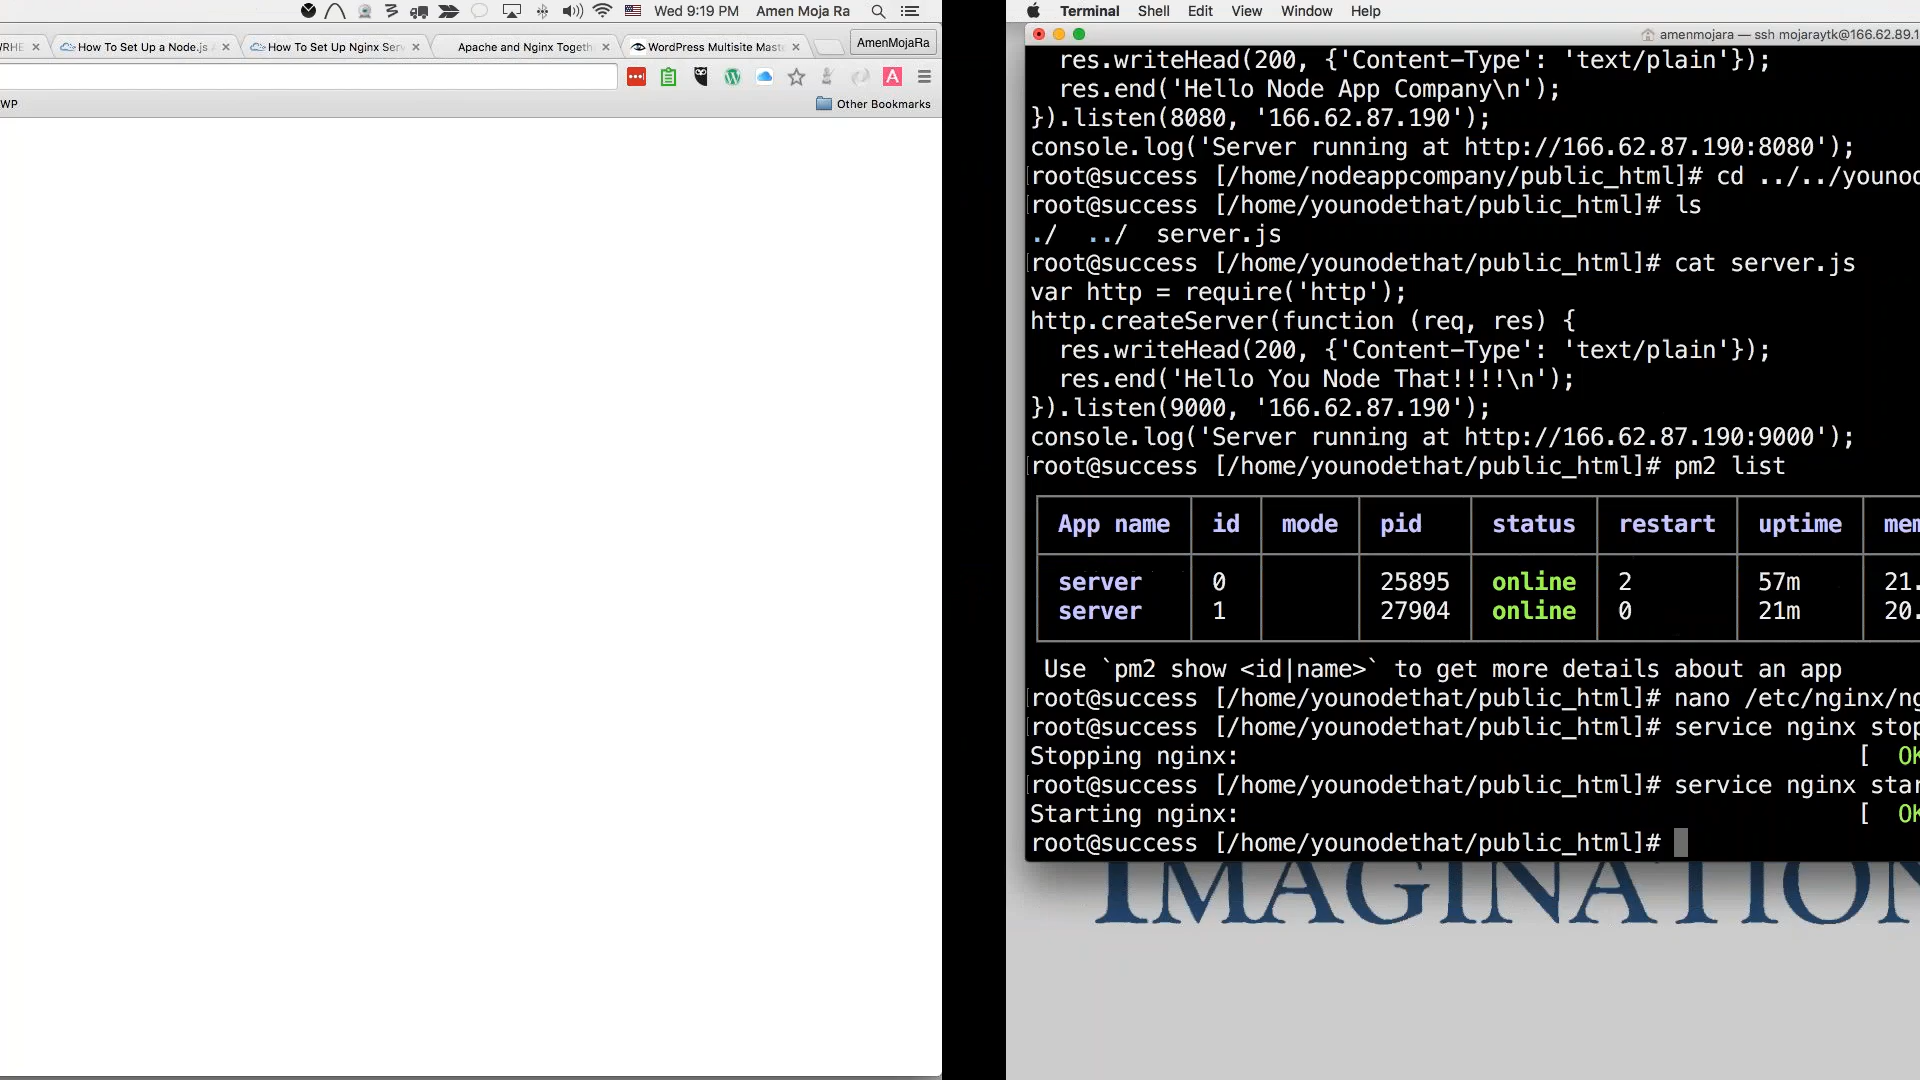 Wed 9:19 PM Amen Moja Ra
How To Set Up a Node.js
How To Set Up Nginx Serv
Apache and Nginx Togeth
WordPress Multisite Mast
AmenMojaRa
A
WP
Other Bookmarks
Terminal Shell Edit View Window Help
amenmojara — ssh mojaraytk@166.62.89.1
res.writeHead(200, {'Content-Type': 'text/plain'});
res.end('Hello Node App Company\n');
}).listen(8080, '166.62.87.190');
console.log('Server running at http://166.62.87.190:8080');
root@success [/home/nodeappcompany/public_html]# cd ../../younod
root@success [/home/younodethat/public_html]# ls
./ ../ server.js
root@success [/home/younodethat/public_html]# cat server.js
var http = require('http');
http.createServer(function (req, res) {
res.writeHead(200, {'Content-Type': 'text/plain'});
res.end('Hello You Node That!!!!\n');
}).listen(9000, '166.62.87.190');
console.log('Server running at http://166.62.87.190:9000');
root@success [/home/younodethat/public_html]# pm2 list
App name id mode pid status restart uptime mem
server 0 25895 online 2 57m 21.
server 1 27904 online 0 21m 20.
Use `pm2 show <id|name>` to get more details about an app
root@success [/home/younodethat/public_html]# nano /etc/nginx/ng
root@success [/home/younodethat/public_html]# service nginx stop
Stopping nginx: [ OK
root@success [/home/younodethat/public_html]# service nginx star
Starting nginx: [ OK
root@success [/home/younodethat/public_html]#
IMAGINATION